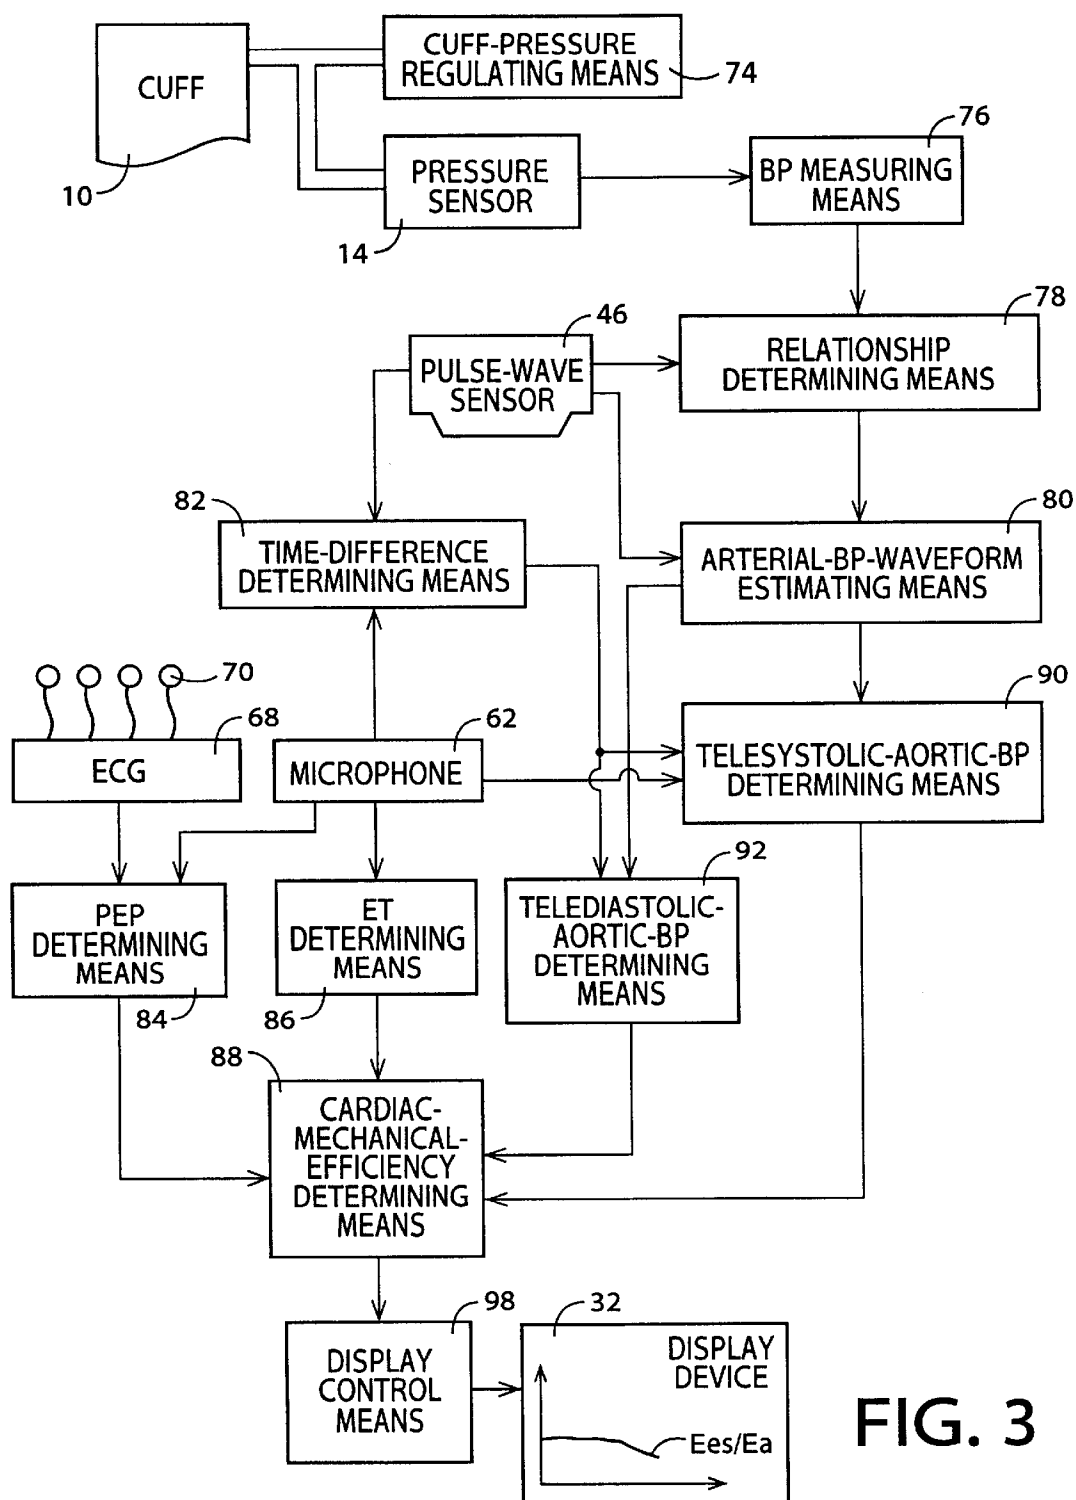 CUFF
10
CUFF-PRESSURE
REGULATING MEANS
74
PRESSURE
SENSOR
14
76
BP MEASURING
MEANS
78
RELATIONSHIP
DETERMINING MEANS
46
PULSE-WAVE
SENSOR
82
TIME-DIFFERENCE
DETERMINING MEANS
80
ARTERIAL-BP-WAVEFORM
ESTIMATING MEANS
70
68
ECG
62
MICROPHONE
90
TELESYSTOLIC-AORTIC-BP
DETERMINING MEANS
PEP
DETERMINING
MEANS
84
ET
DETERMINING
MEANS
86
92
TELEDIASTOLIC-
AORTIC-BP
DETERMINING
MEANS
88
CARDIAC-
MECHANICAL-
EFFICIENCY
DETERMINING
MEANS
98
DISPLAY
CONTROL
MEANS
32
DISPLAY
DEVICE
Ees/Ea
FIG. 3